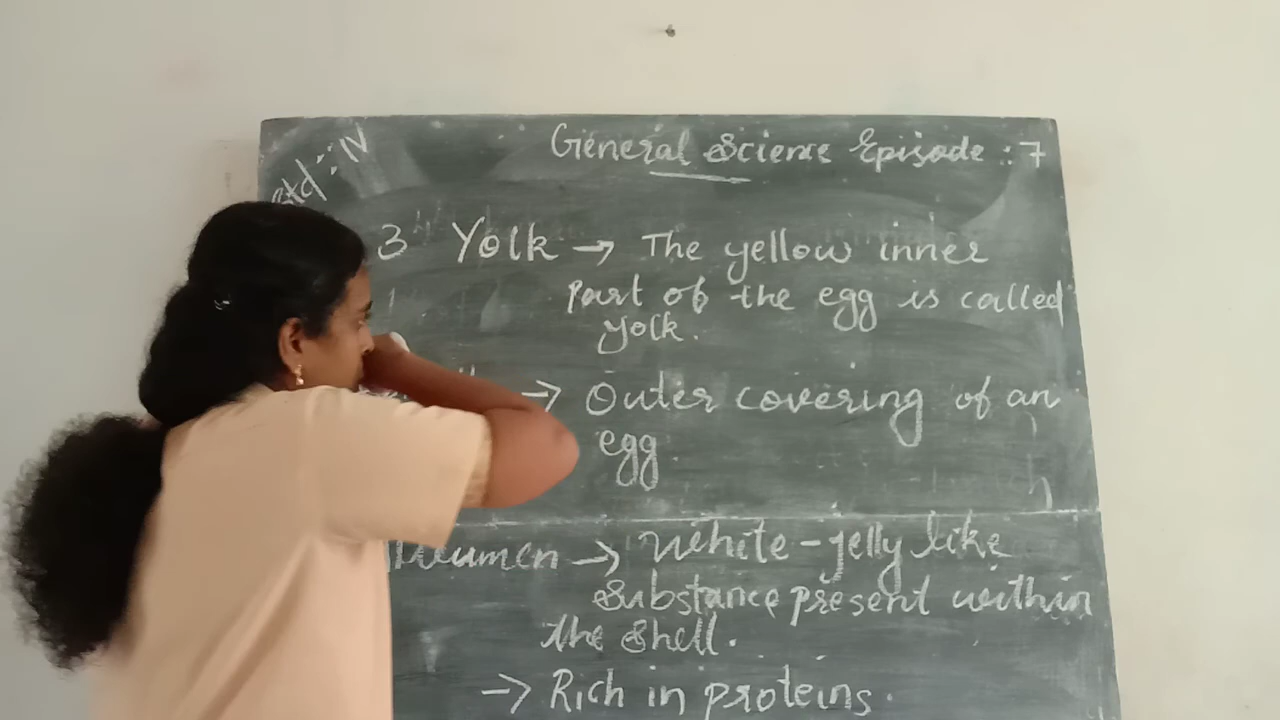 General Science Episode : 7
Std : IV
3 Yolk → The yellow inner
part of the egg is called
yolk.
→ Outer covering of an
egg.
→ White - jelly like
substance present within
the shell.
→ Rich in proteins.